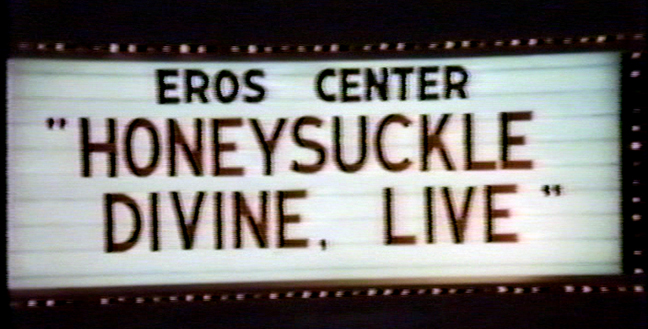 EROS CENTER
"HONEYSUCKLE
DIVINE, LIVE"